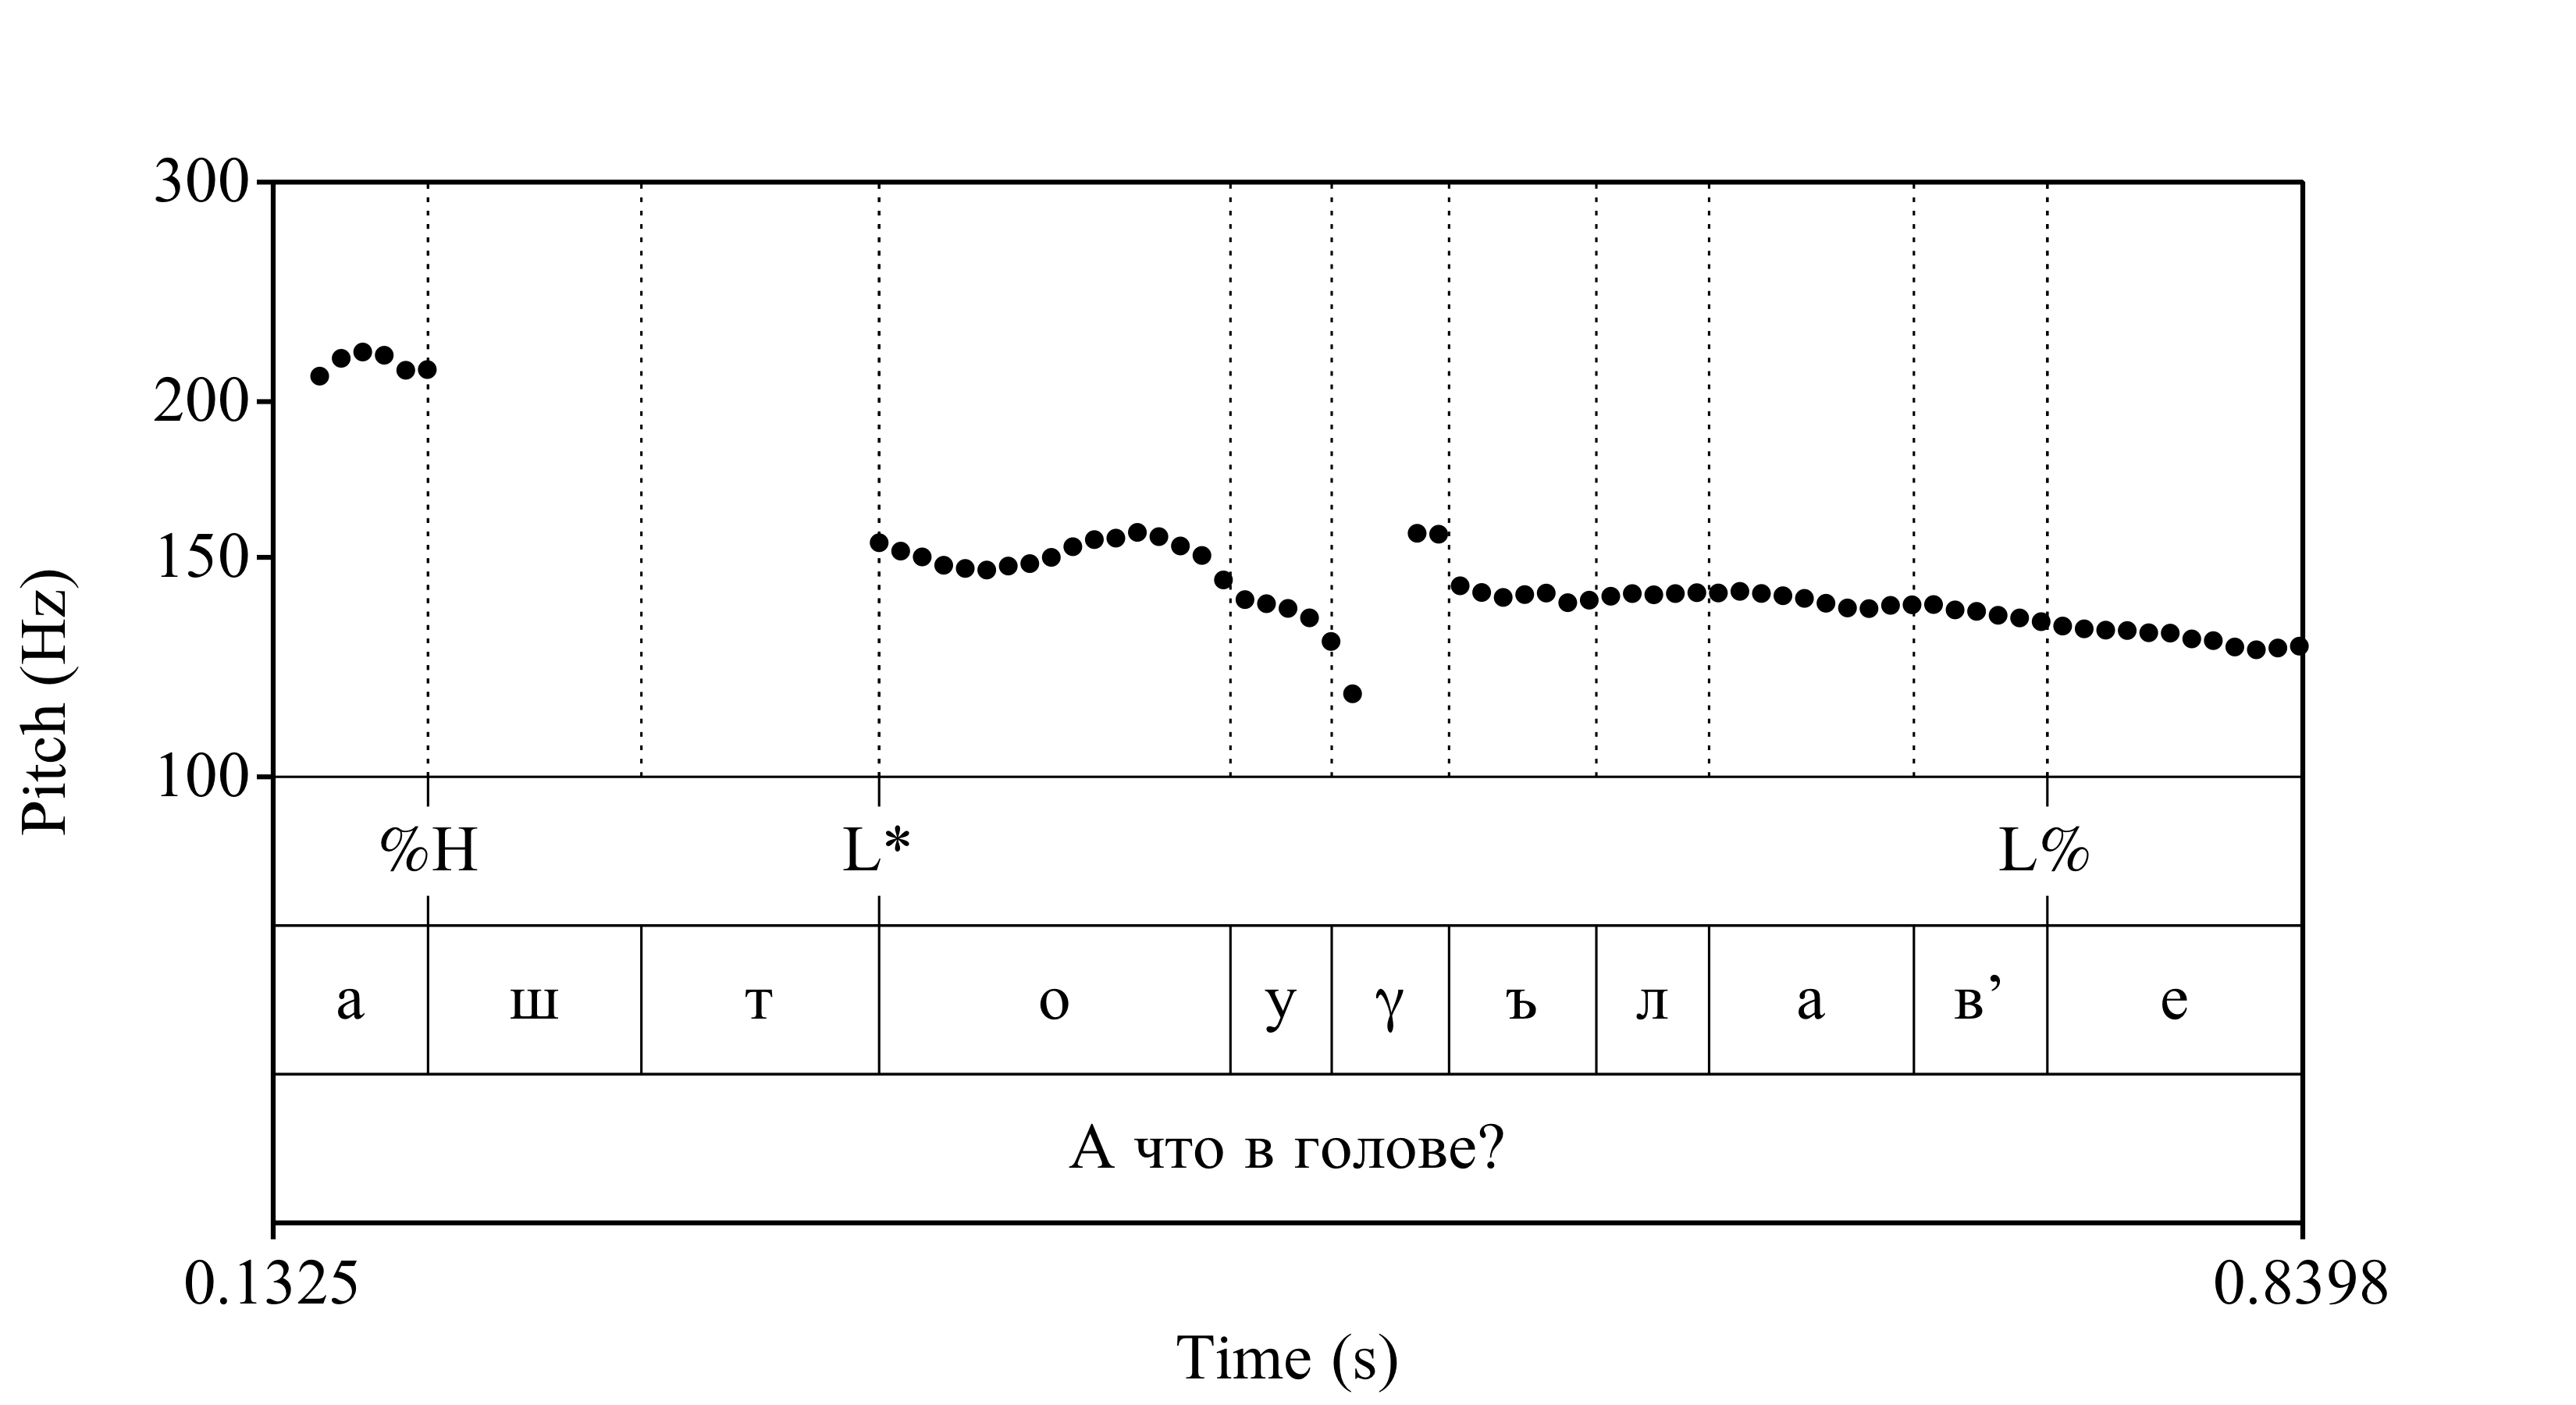 300
200
150
100
Pitch (Hz)
%H L* L%
а ш т о у γ ъ л а в’ е
А что в голове?
0.1325 0.8398
Time (s)